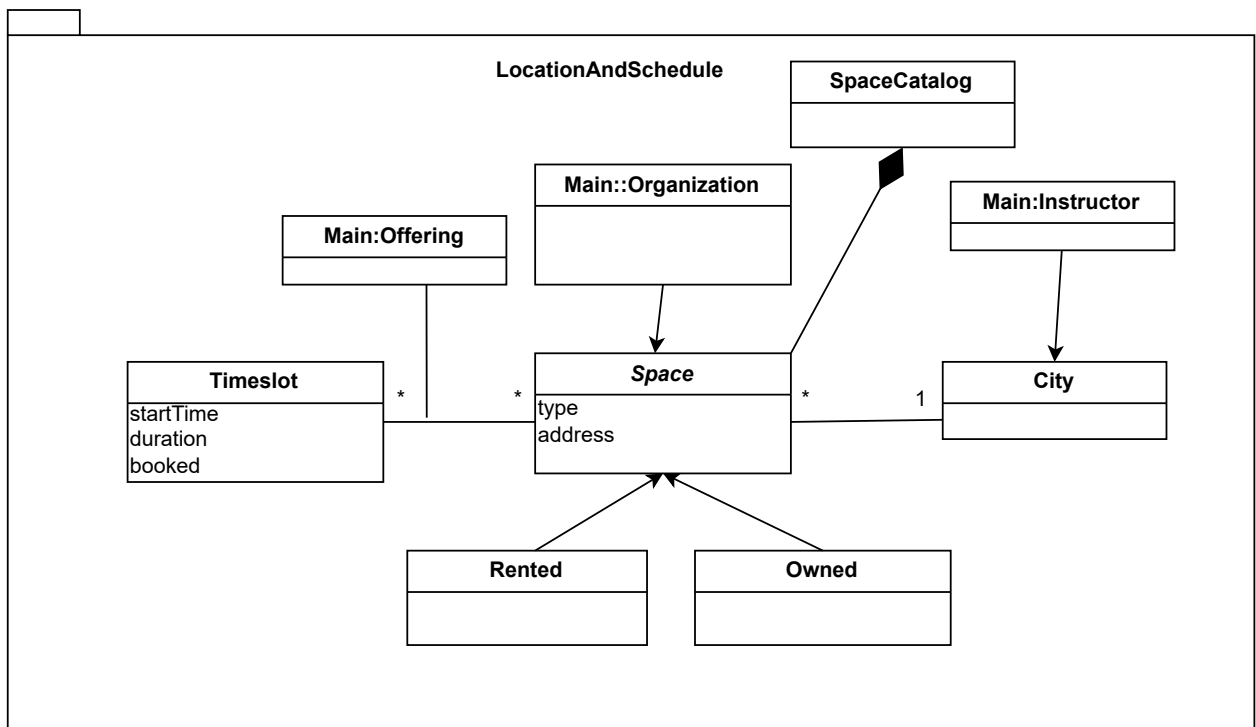 LocationAndSchedule
SpaceCatalog
Main::Organization
Main:Instructor
Main:Offering
Timeslot
startTime
duration
booked
*
*
Space
type
address
*
1
City
Rented
Owned